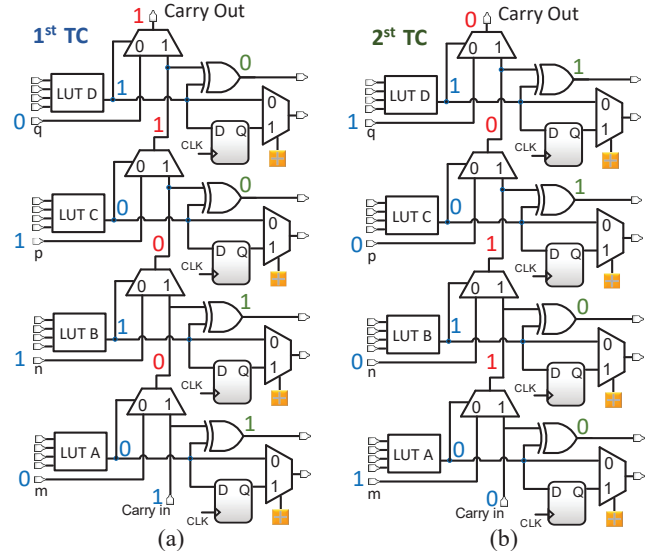 1 Carry Out
1st TC
0 1 0
LUT D 1 0
0 q D Q 1
CLK
1
0 1 0
LUT C 0 0
1 p D Q 1
CLK
0
0 1 1
LUT B 1 0
1 n D Q 1
CLK
0
0 1 1
LUT A 0 0
0 m D Q 1
1
Carry in CLK
(a)
0 Carry Out
2st TC
0 1 1
LUT D 1 0
1 q D Q 1
CLK
0
0 1 1
LUT C 0 0
0 p D Q 1
CLK
1
0 1 0
LUT B 1 0
0 n D Q 1
CLK
1
0 1 0
LUT A 0 0
1 m D Q 1
0
Carry in CLK
(b)